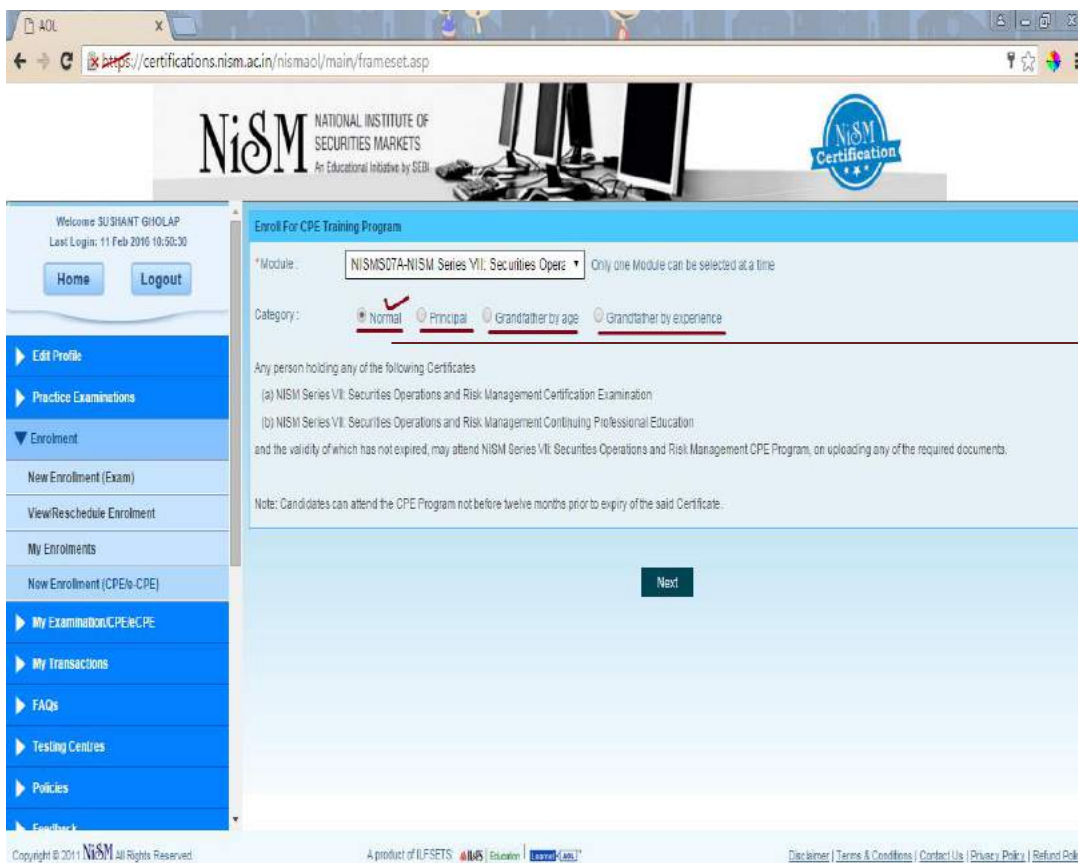 AOL
https://certifications.nism.ac.in/nismaol/main/frameset.asp
NiSM NATIONAL INSTITUTE OF
SECURITIES MARKETS
An Educational Initiative by SEBI
NiSM
Certification
Welcome SUSHANT GHOLAP
Last Login: 11 Feb 2016 10:50:30
Home Logout
Edit Profile
Practice Examinations
Enrolment
New Enrollment (Exam)
View/Reschedule Enrolment
My Enrolments
New Enrollment (CPE/e-CPE)
My Examination/CPE/eCPE
My Transactions
FAQs
Testing Centres
Policies
Feedback
Enroll For CPE Training Program
*Module : NISMS07A-NISM Series VII: Securities Opera Only one Module can be selected at a time
Category : Normal Principal Grandfather by age Grandfather by experience
Any person holding any of the following Certificates
(a) NISM Series VII: Securities Operations and Risk Management Certification Examination
(b) NISM Series VII: Securities Operations and Risk Management Continuing Professional Education
and the validity of which has not expired, may attend NISM Series VII: Securities Operations and Risk Management CPE Program, on uploading any of the required documents.
Note: Candidates can attend the CPE Program not before twelve months prior to expiry of the said Certificate.
Next
Copyright © 2011 NiSM All Rights Reserved.
A product of ILFSETS: IL&FS Education
Disclaimer | Terms & Conditions | Contact Us | Privacy Policy | Refund Poli